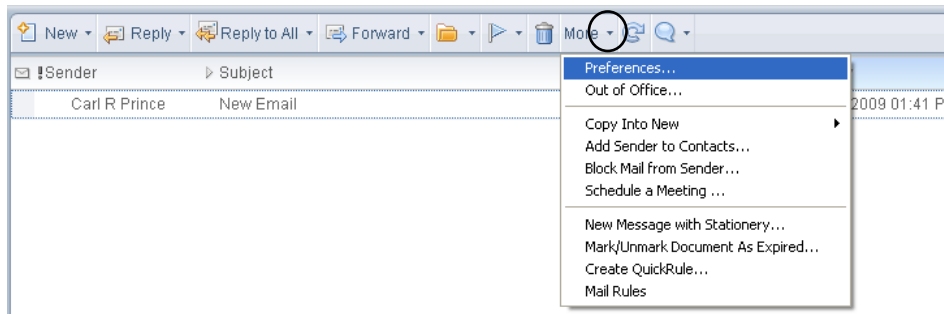 New Reply Reply to All Forward More
!Sender Subject
Carl R Prince New Email 2009 01:41 P
Preferences...
Out of Office...
Copy Into New
Add Sender to Contacts...
Block Mail from Sender...
Schedule a Meeting ...
New Message with Stationery...
Mark/Unmark Document As Expired...
Create QuickRule...
Mail Rules